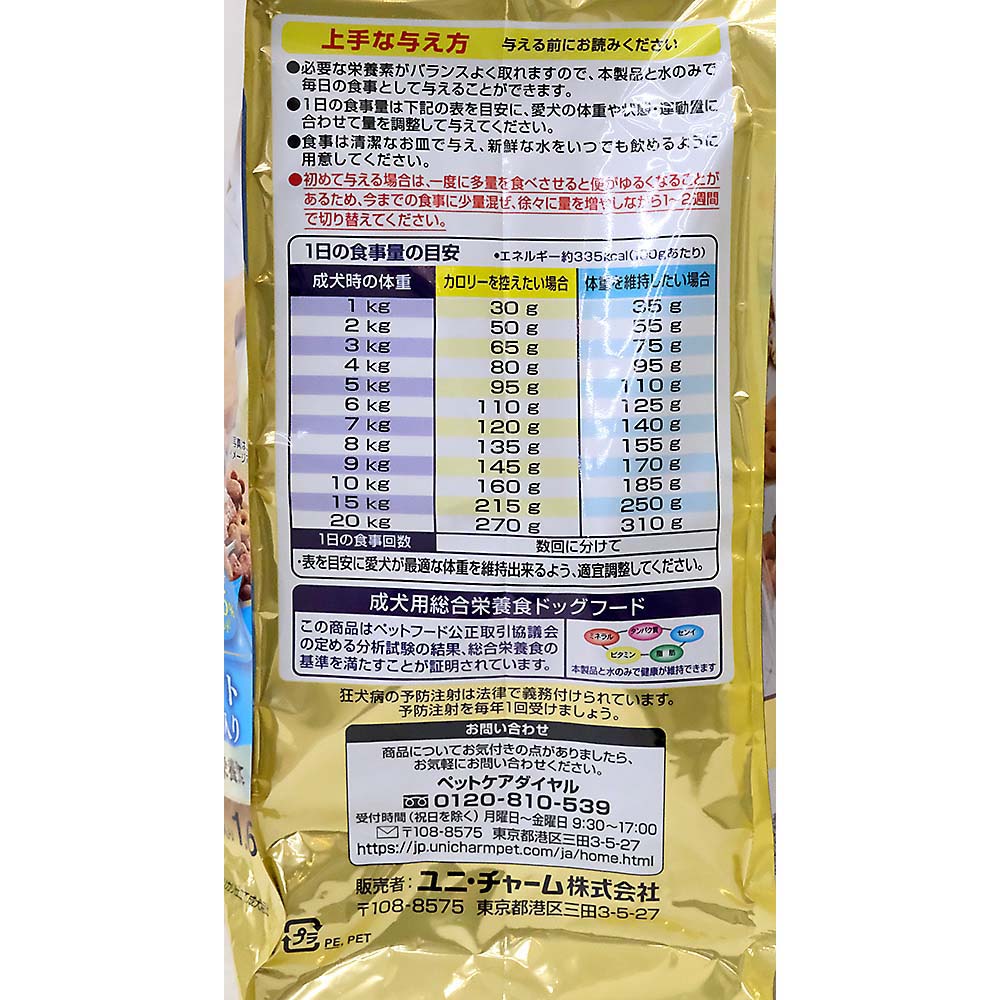 上手な与え方 与える前にお読みください
●必要な栄養素がバランスよく取れますので、本製品と水のみで
毎日の食事として与えることができます。
●1日の食事量は下記の表を目安に、愛犬の体重や状態・運動量に
合わせて量を調整して与えてください。
●食事は清潔なお皿で与え、新鮮な水をいつでも飲めるように
用意してください。
●初めて与える場合は、一度に多量を食べさせると便がゆるくなることが
あるため、今までの食事に少量混ぜ、徐々に量を増やしながら1〜2週間
で切り替えてください。
1日の食事量の目安 •エネルギー約335kcal(100gあたり)
成犬時の体重 カロリーを控えたい場合 体重を維持したい場合
1 kg 30 g 35 g
2 kg 50 g 55 g
3 kg 65 g 75 g
4 kg 80 g 95 g
5 kg 95 g 110 g
6 kg 110 g 125 g
7 kg 120 g 140 g
8 kg 135 g 155 g
9 kg 145 g 170 g
10 kg 160 g 185 g
15 kg 215 g 250 g
20 kg 270 g 310 g
1日の食事回数 数回に分けて
・表を目安に愛犬が最適な体重を維持出来るよう、適宜調整してください。
成犬用総合栄養食ドッグフード
この商品はペットフード公正取引協議会
の定める分析試験の結果、総合栄養食の
基準を満たすことが証明されています。
ミネラル タンパク質 センイ
ビタミン 脂肪
本製品と水のみで健康が維持できます
狂犬病の予防注射は法律で義務付けられています。
予防注射を毎年1回受けましょう。
お問い合わせ
商品についてお気付きの点がありましたら、
お気軽にお問い合わせください。
ペットケアダイヤル
0120-810-539
受付時間(祝日を除く) 月曜日〜金曜日 9:30〜17:00
〒108-8575 東京都港区三田3-5-27
https://jp.unicharmpet.com/ja/home.html
販売者：ユニ・チャーム株式会社
〒108-8575 東京都港区三田3-5-27
プラ PE, PET
ト
入り
1.6